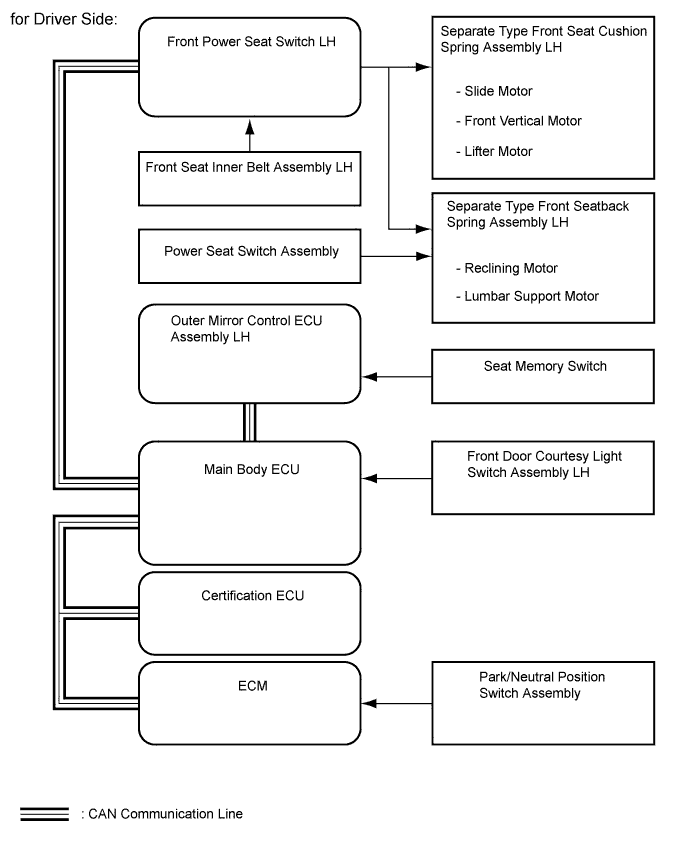 for Driver Side:
Front Power Seat Switch LH
Separate Type Front Seat Cushion
Spring Assembly LH
- Slide Motor
- Front Vertical Motor
- Lifter Motor
Front Seat Inner Belt Assembly LH
Separate Type Front Seatback
Spring Assembly LH
- Reclining Motor
- Lumbar Support Motor
Power Seat Switch Assembly
Outer Mirror Control ECU
Assembly LH
Seat Memory Switch
Main Body ECU
Front Door Courtesy Light
Switch Assembly LH
Certification ECU
ECM
Park/Neutral Position
Switch Assembly
: CAN Communication Line